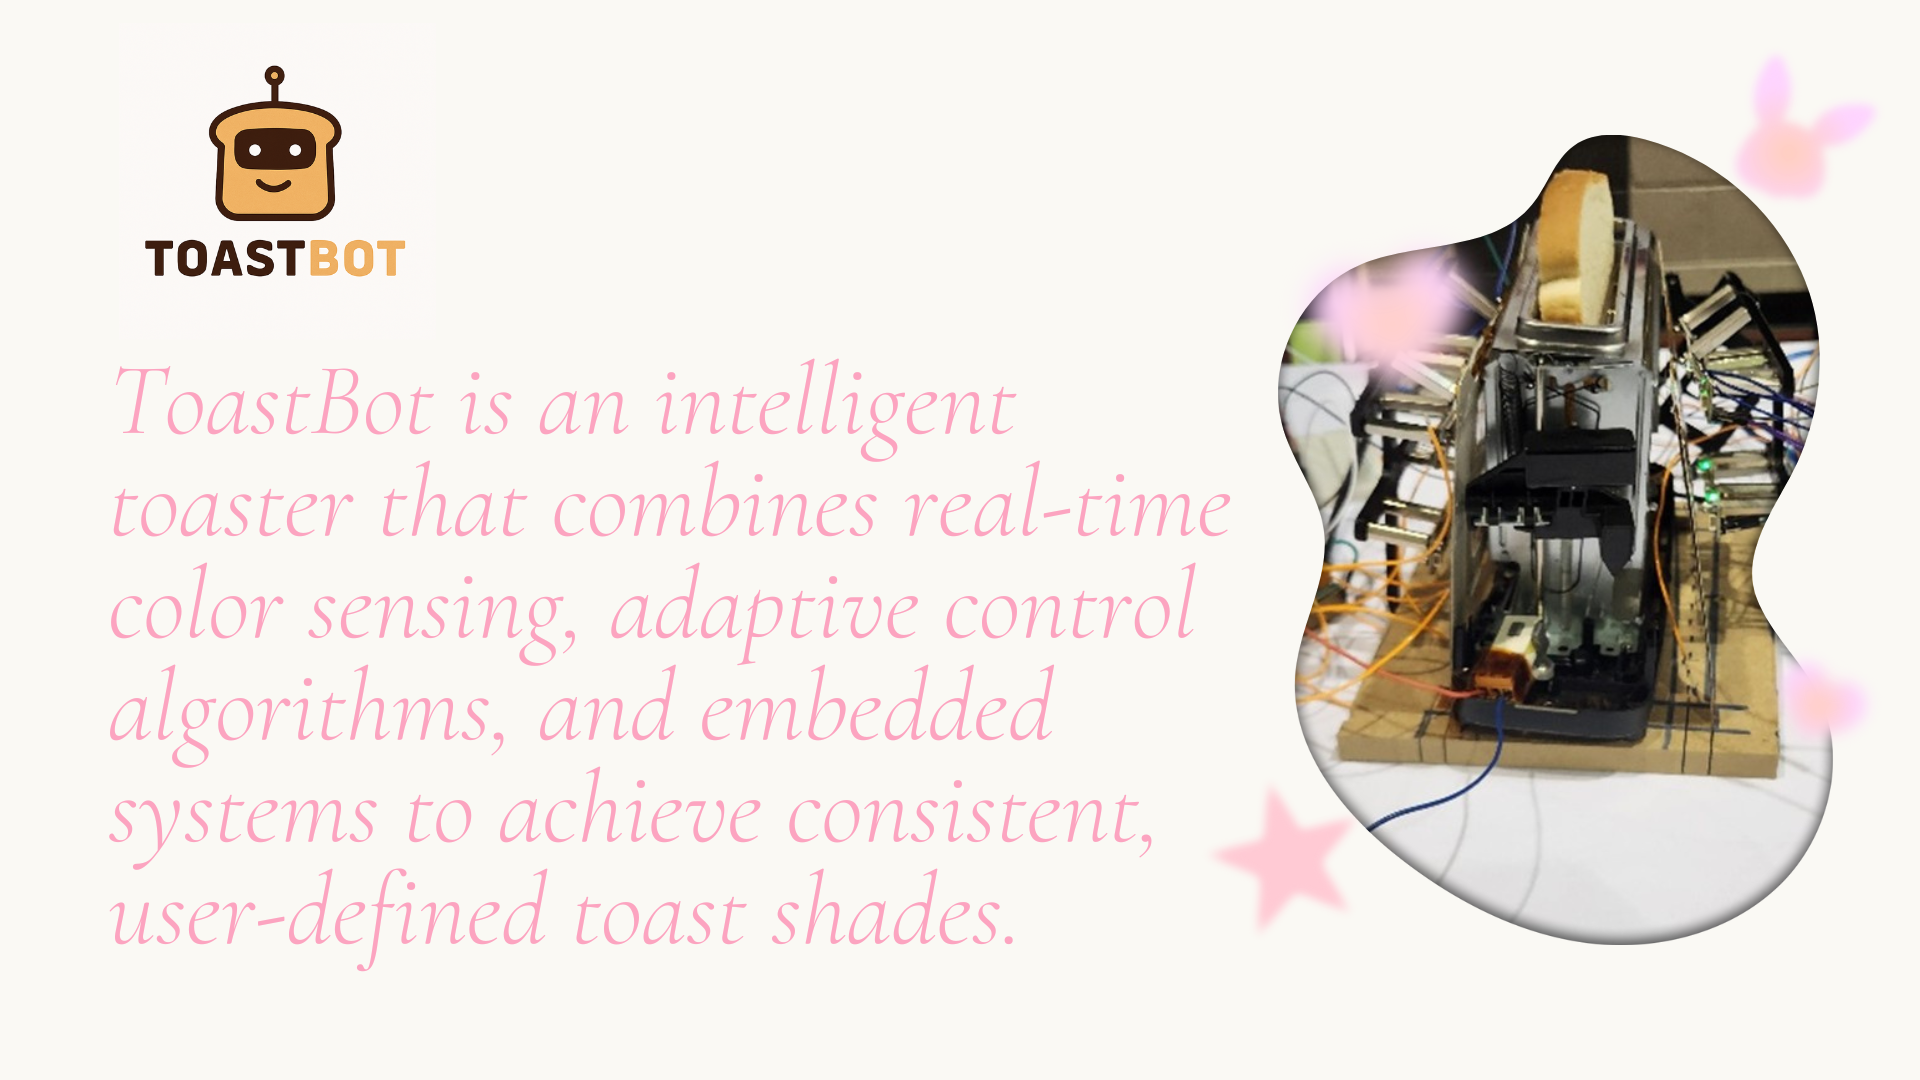 TOASTBOT
ToastBot is an intelligent
toaster that combines real-time
color sensing, adaptive control
algorithms, and embedded
systems to achieve consistent,
user-defined toast shades.